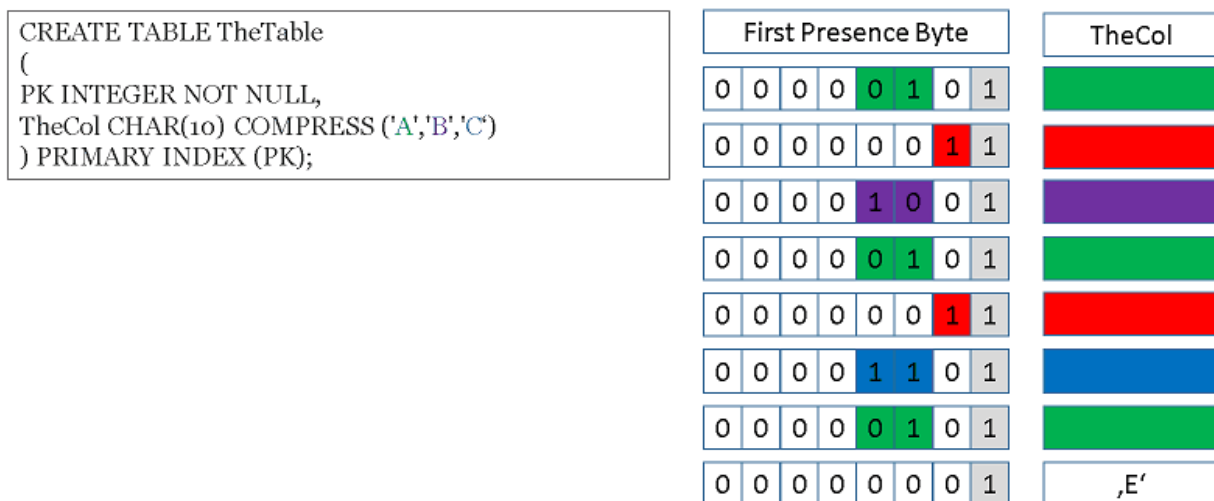 CREATE TABLE TheTable
(
PK INTEGER NOT NULL,
TheCol CHAR(10) COMPRESS ('A','B','C‘)
) PRIMARY INDEX (PK);
First Presence Byte TheCol
0 0 0 0 0 1 0 1
0 0 0 0 0 0 1 1
0 0 0 0 1 0 0 1
0 0 0 0 0 1 0 1
0 0 0 0 0 0 1 1
0 0 0 0 1 1 0 1
0 0 0 0 0 1 0 1
0 0 0 0 0 0 0 1 ‚E‘